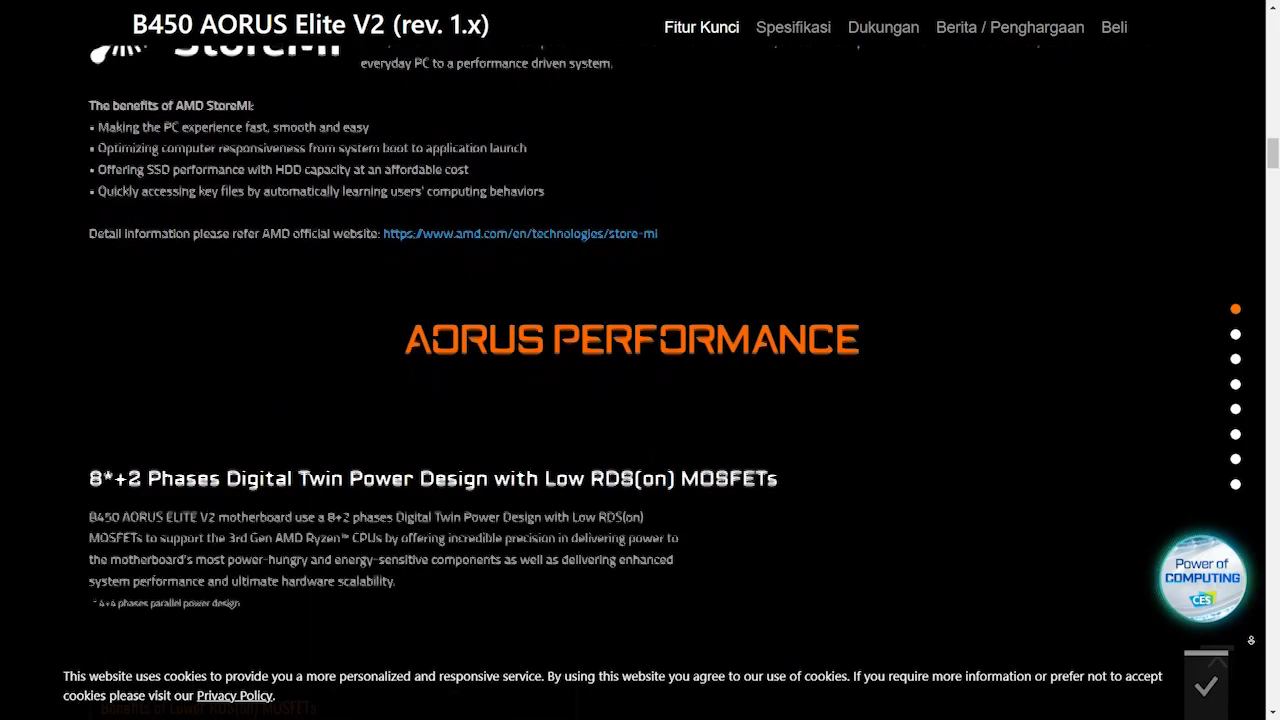 B450 AORUS Elite V2 (rev. 1.x)
Fitur Kunci Spesifikasi Dukungan Berita / Penghargaan Beli
StoreMI
everyday PC to a performance driven system.
The benefits of AMD StoreMI:
• Making the PC experience fast, smooth and easy
• Optimizing computer responsiveness from system boot to application launch
• Offering SSD performance with HDD capacity at an affordable cost
• Quickly accessing key files by automatically learning users' computing behaviors
Detail information please refer AMD official website: https://www.amd.com/en/technologies/store-mi
AORUS PERFORMANCE
8*+2 Phases Digital Twin Power Design with Low RDS(on) MOSFETs
B450 AORUS ELITE V2 motherboard use a 8+2 phases Digital Twin Power Design with Low RDS(on)
MOSFETs to support the 3rd Gen AMD Ryzen™ CPUs by offering incredible precision in delivering power to
the motherboard's most power-hungry and energy-sensitive components as well as delivering enhanced
system performance and ultimate hardware scalability.
* 4+4 phases parallel power design
Power of
COMPUTING
CES
This website uses cookies to provide you a more personalized and responsive service. By using this website you agree to our use of cookies. If you require more information or prefer not to accept
cookies please visit our Privacy Policy.
Benefits of Lower RDS(on) MOSFETs